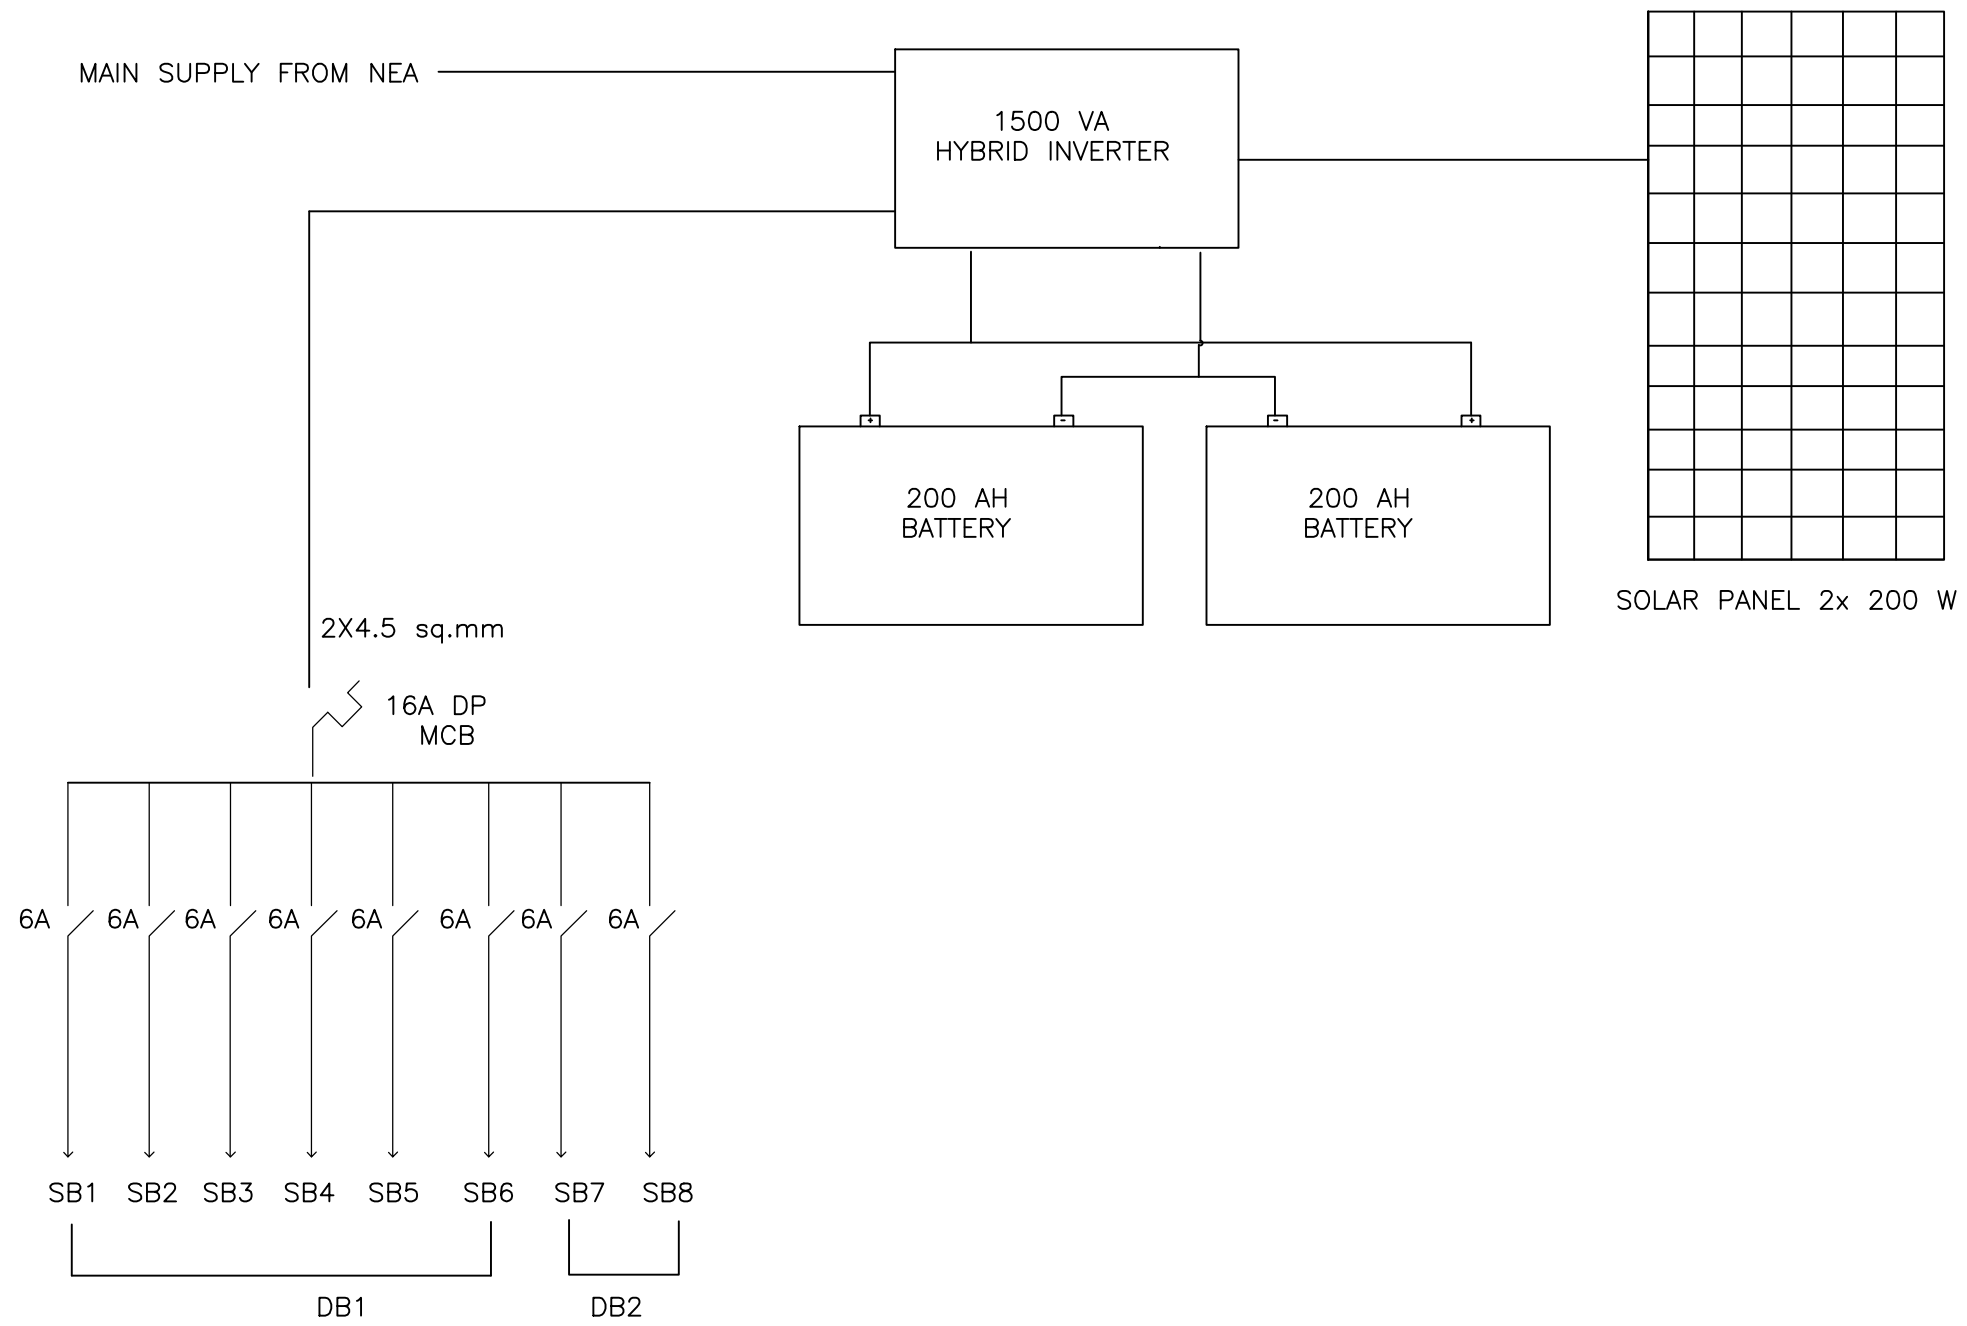 MAIN SUPPLY FROM NEA
1500 VA
HYBRID INVERTER
+
-
-
+
200 AH
BATTERY
200 AH
BATTERY
SOLAR PANEL 2x 200 W
2X4.5 sq.mm
16A DP
MCB
6A 6A 6A 6A 6A 6A 6A 6A
SB1 SB2 SB3 SB4 SB5 SB6 SB7 SB8
DB1 DB2